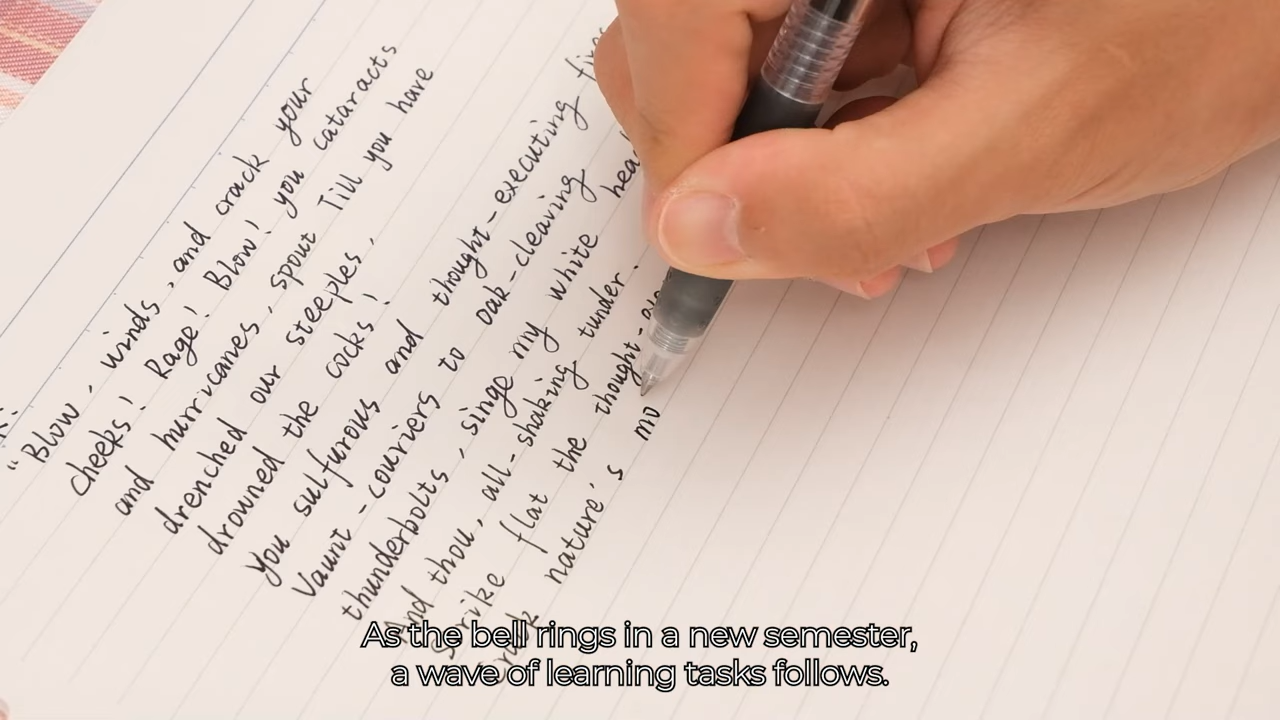 "Blow, winds, and crack your
cheeks! Rage! Blow! you cataracts
and hurricanes, spout Till you have
drenched our steeples,
drowned the cocks!
You sulfurous and thought-executing
Vaunt-couriers to oak-cleaving
thunderbolts, singe my white
And thou, all-shaking tunder.
Strike flat the thought-
nature's mo
As the bell rings in a new semester,
a wave of learning tasks follows.